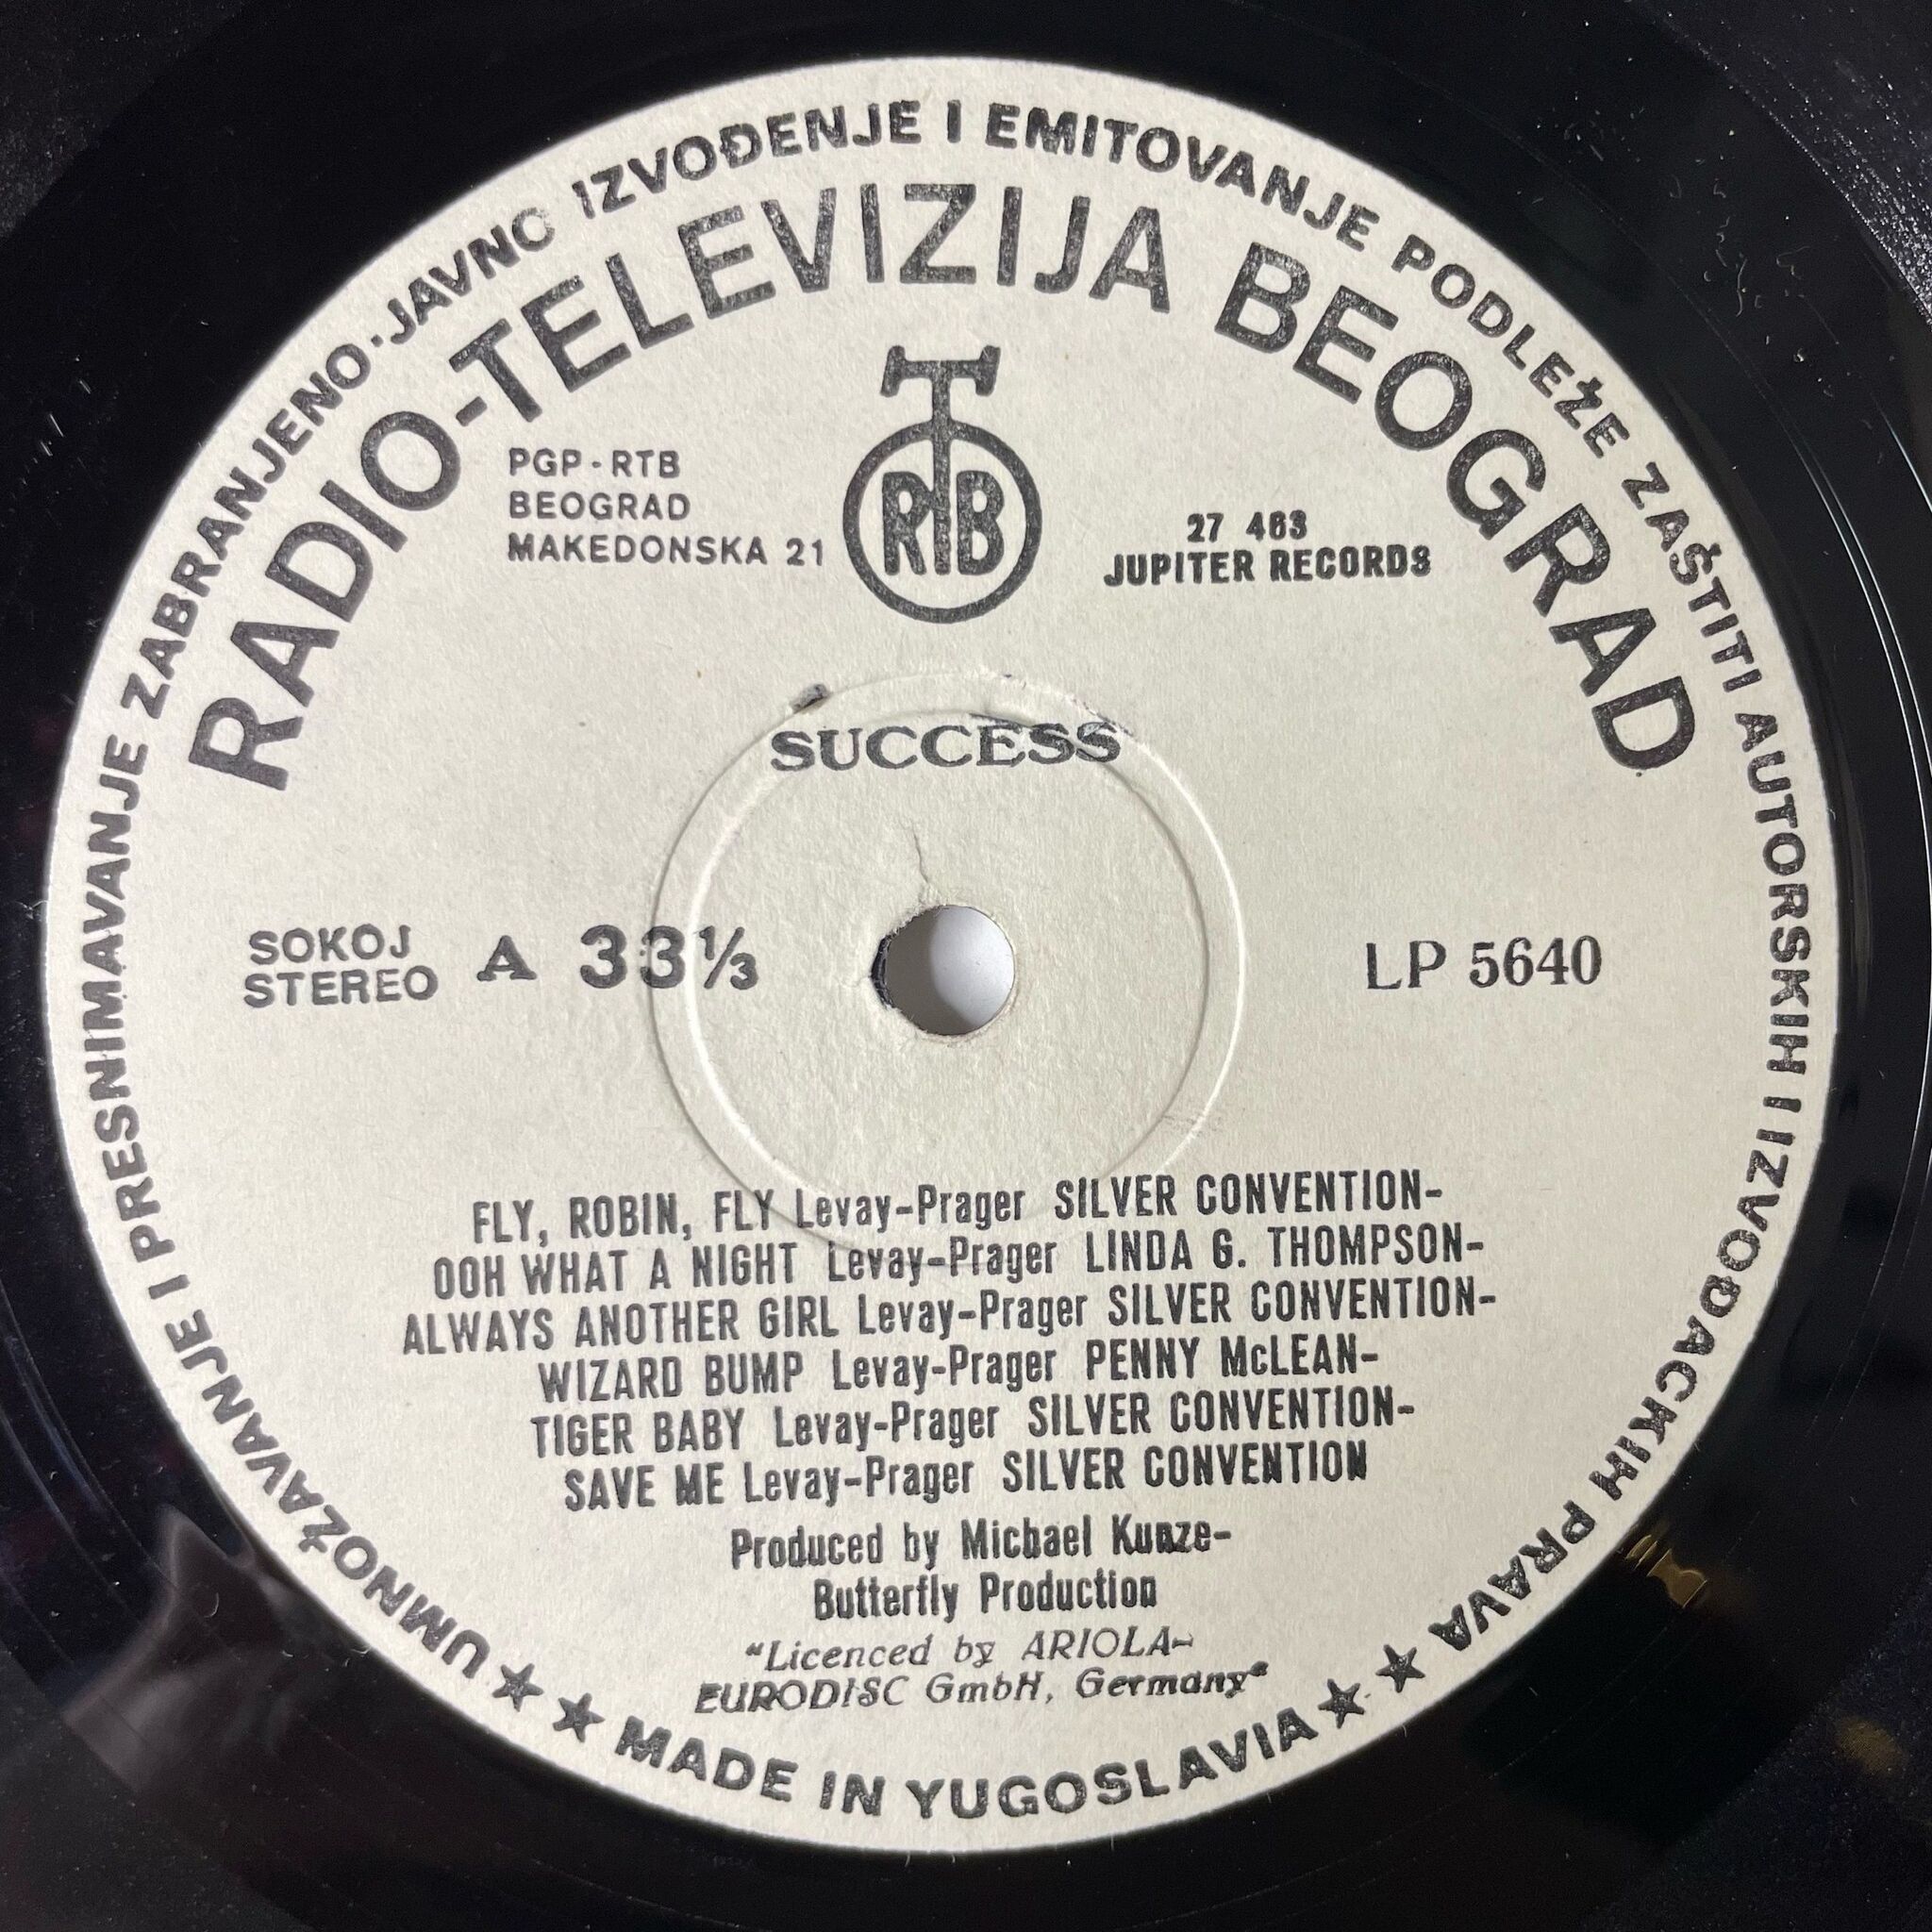 UMNOŽAVANJE I PRESNIMAVANJE ZABRANJENO · JAVNO IZVOĐENJE I EMITOVANJE PODLEŽE ZAŠTITI AUTORSKIH I IZVOĐAČKIH PRAVA ★ ★
RADIO-TELEVIZIJA BEOGRAD
PGP - RTB
BEOGRAD
MAKEDONSKA 21
RTB
27 463
JUPITER RECORDS
SUCCESS
SOKOJ
STEREO
A 33⅓
LP 5640
FLY, ROBIN, FLY Levay-Prager SILVER CONVENTION-
OOH WHAT A NIGHT Levay-Prager LINDA G. THOMPSON-
ALWAYS ANOTHER GIRL Levay-Prager SILVER CONVENTION-
WIZARD BUMP Levay-Prager PENNY McLEAN-
TIGER BABY Levay-Prager SILVER CONVENTION-
SAVE ME Levay-Prager SILVER CONVENTION
Produced by Michael Kunze-
Butterfly Production
"Licenced by ARIOLA-
EURODISC GmbH, Germany"
★ ★ MADE IN YUGOSLAVIA